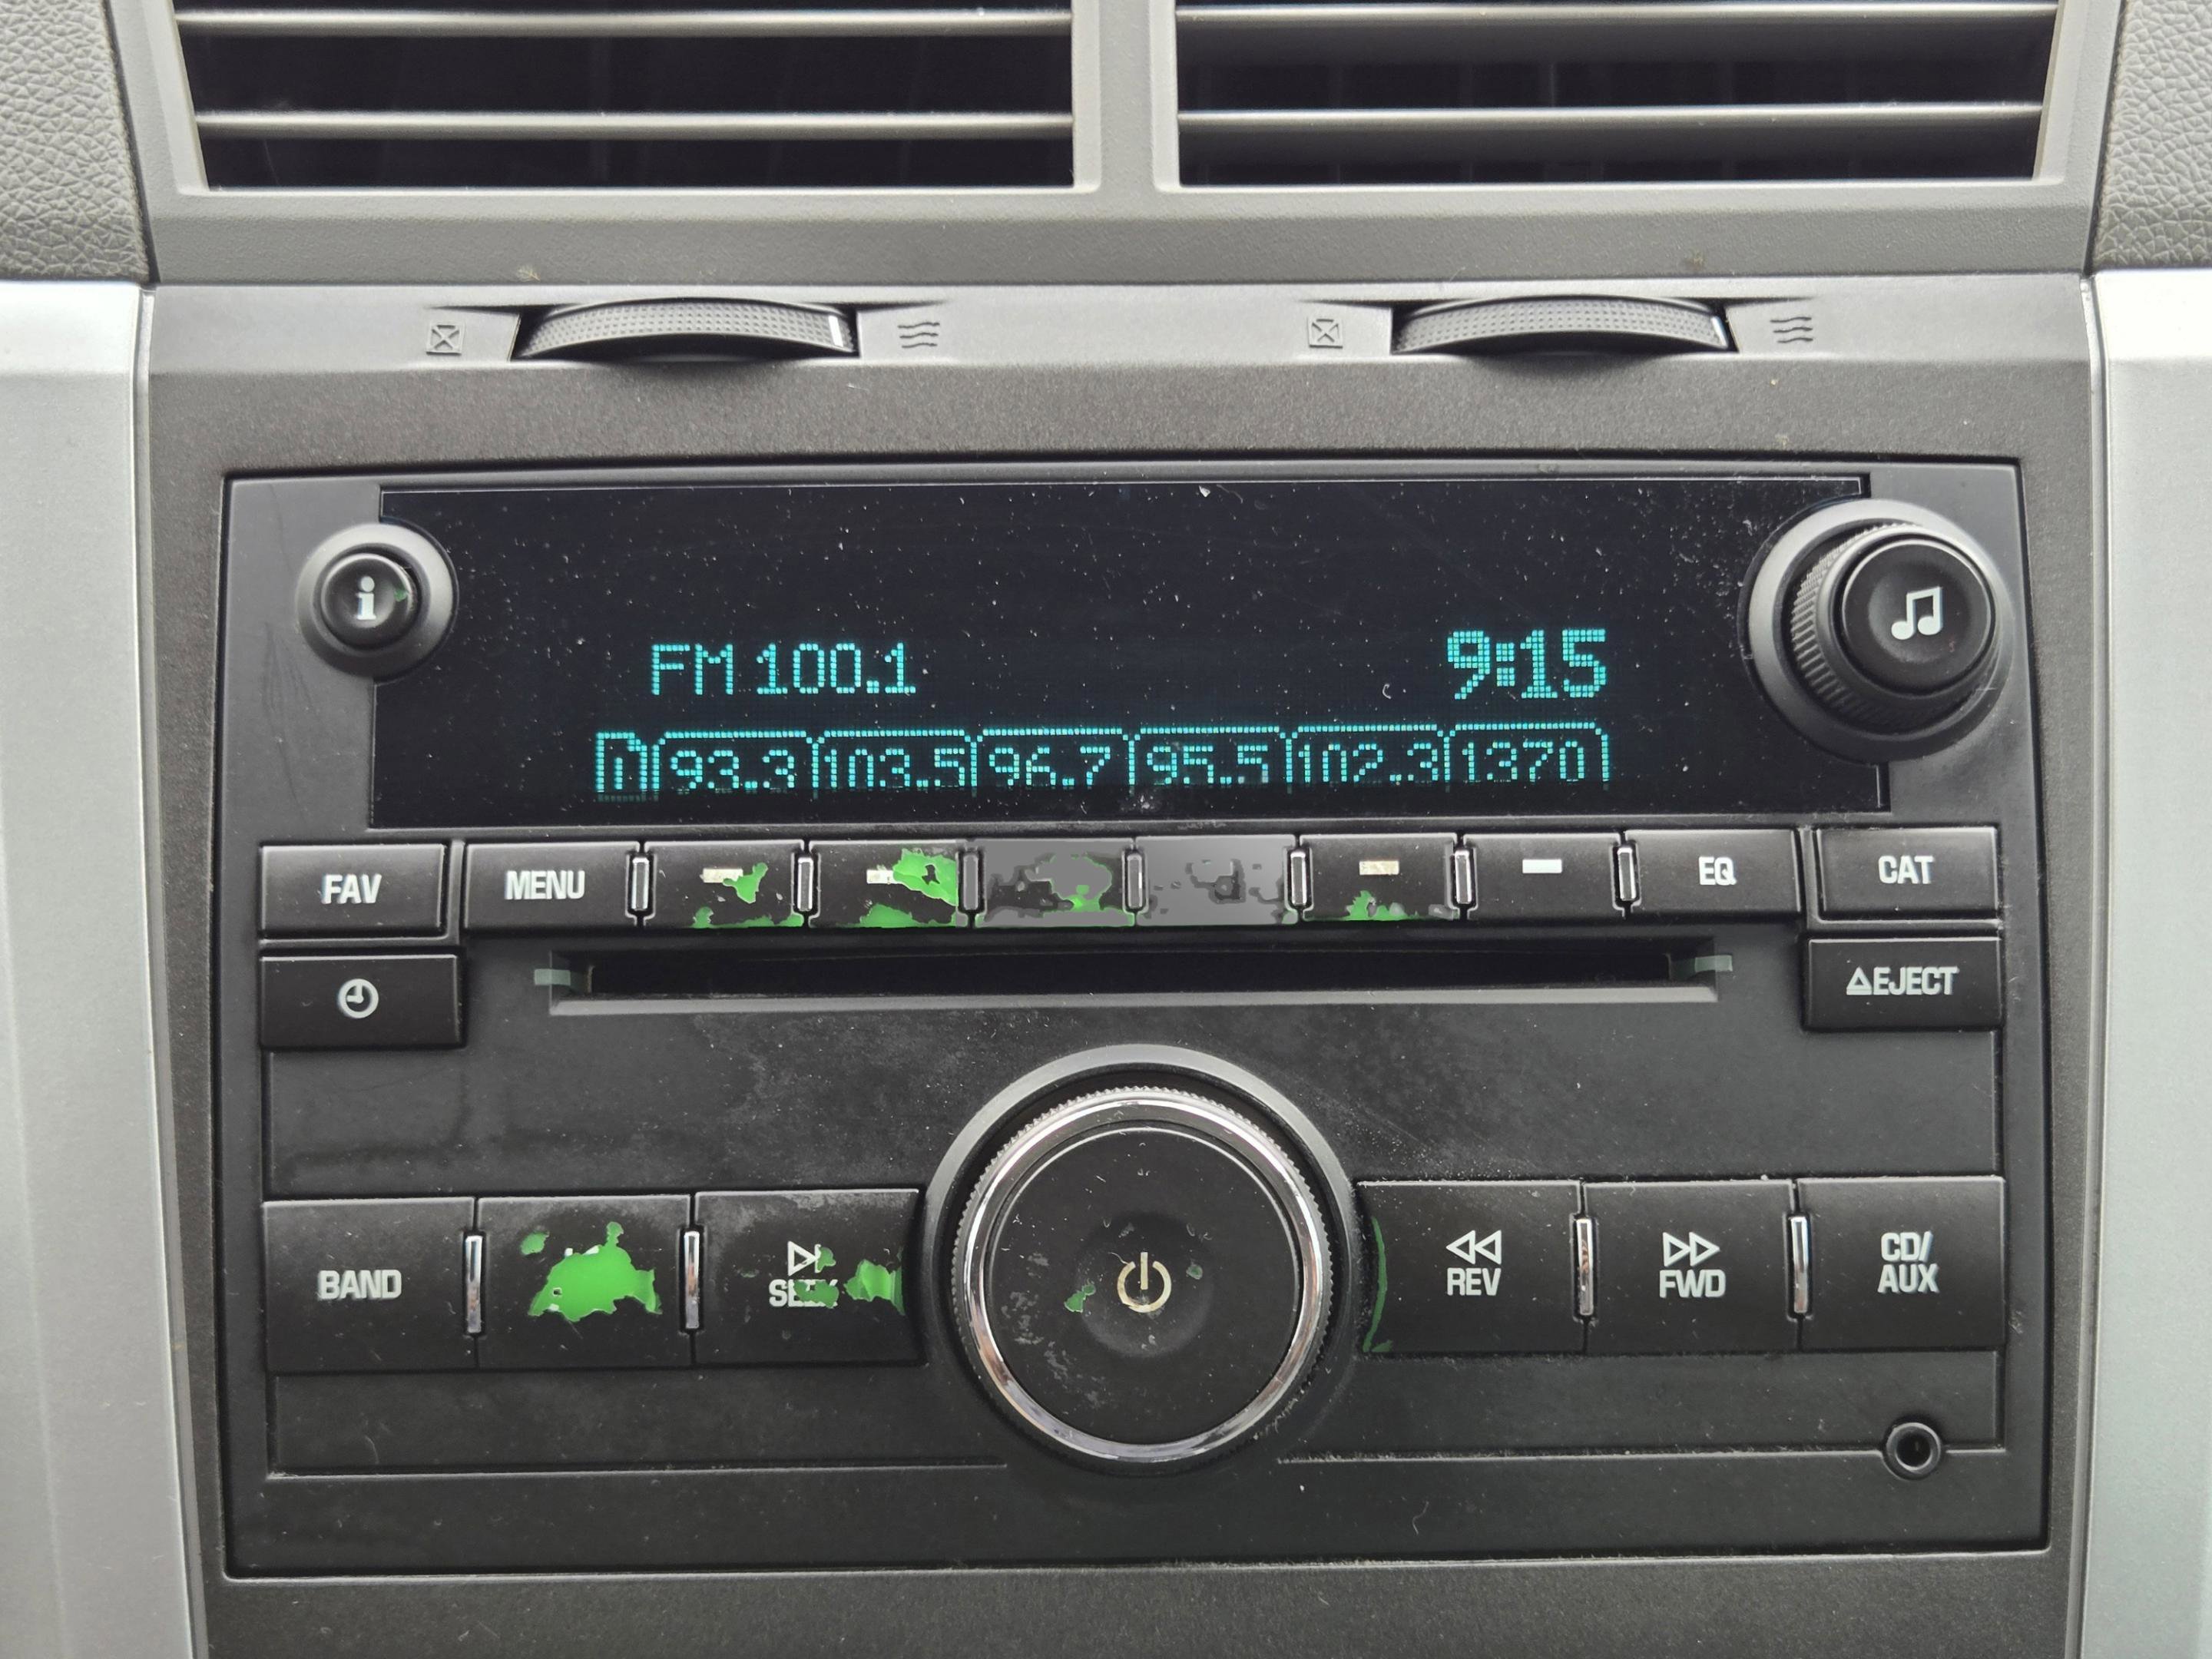 i
FM 100.1 9:15
93.3 103.5 96.7 95.5 102.3 1370
FAV MENU EQ CAT
EJECT
BAND SEEK REV FWD CD/
AUX